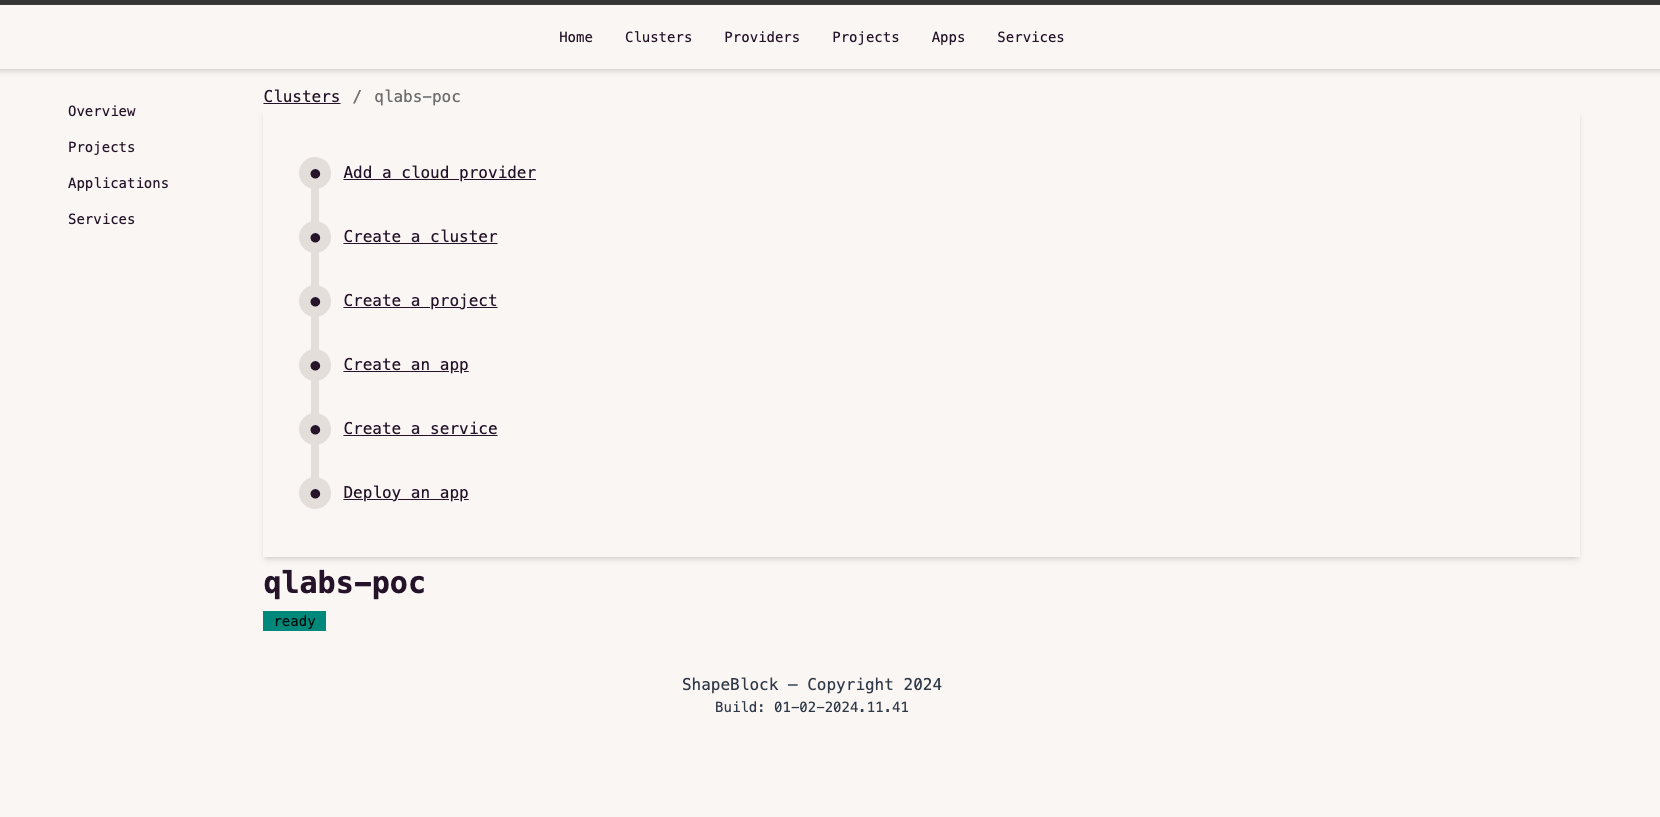 Home Clusters Providers Projects Apps Services
Overview
Projects
Applications
Services
Clusters / qlabs-poc
Add a cloud provider
Create a cluster
Create a project
Create an app
Create a service
Deploy an app
qlabs-poc
ready
ShapeBlock — Copyright 2024
Build: 01-02-2024.11.41